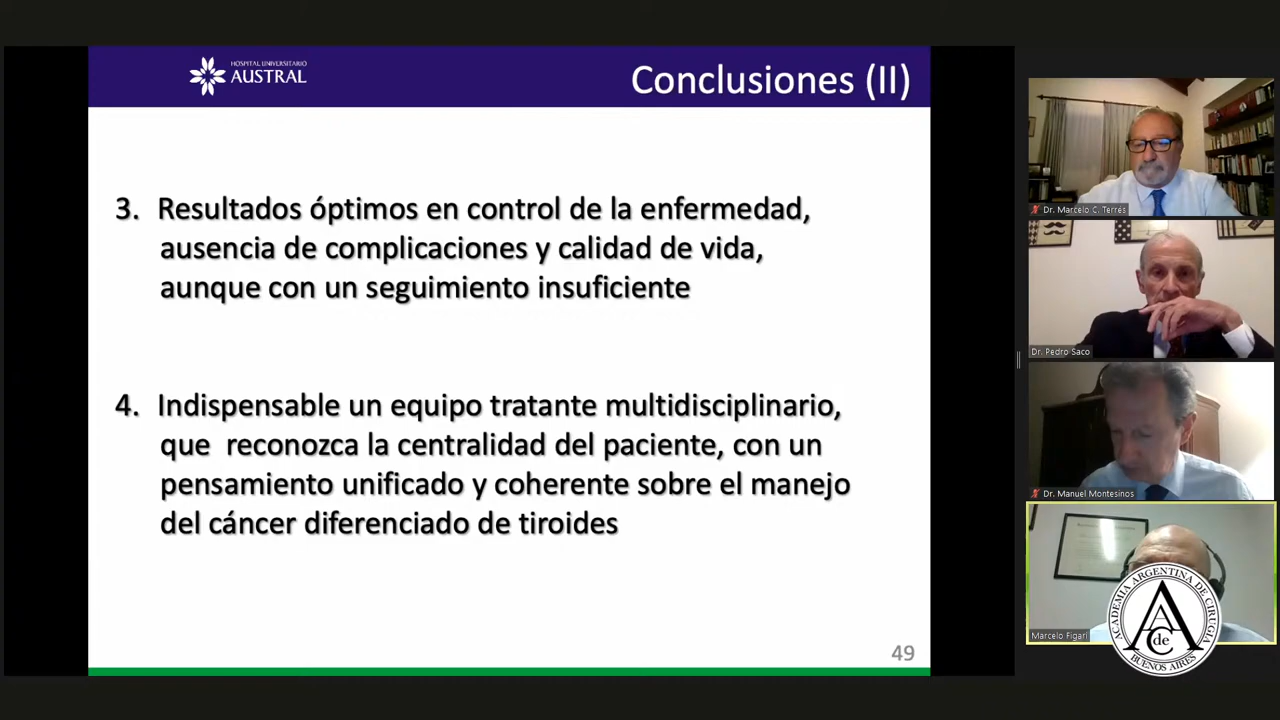 HOSPITAL UNIVERSITARIO
AUSTRAL
Conclusiones (II)
3. Resultados óptimos en control de la enfermedad,
ausencia de complicaciones y calidad de vida,
aunque con un seguimiento insuficiente
4. Indispensable un equipo tratante multidisciplinario,
que reconozca la centralidad del paciente, con un
pensamiento unificado y coherente sobre el manejo
del cáncer diferenciado de tiroides
49
Dr. Marcelo C. Terres
Dr. Pedro Saco
Dr. Manuel Montesinos
Marcelo Figari
ACADEMIA ARGENTINA DE CIRUGÍA
A
de
C
BUENOS AIRES